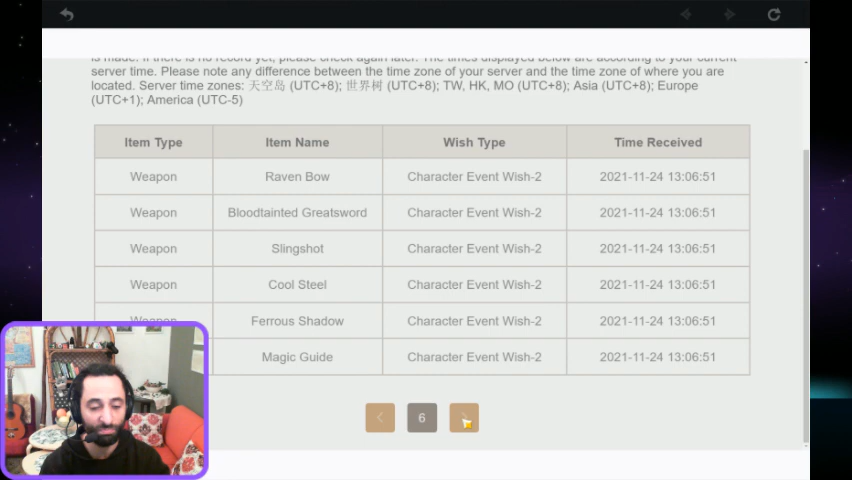 is made. If there is no record yet, please check again later. The times displayed below are according to your current
server time. Please note any difference between the time zone of your server and the time zone of where you are
located. Server time zones: 天空岛 (UTC+8); 世界树 (UTC+8); TW, HK, MO (UTC+8); Asia (UTC+8); Europe
(UTC+1); America (UTC-5)
Item Type Item Name Wish Type Time Received
Weapon Raven Bow Character Event Wish-2 2021-11-24 13:06:51
Weapon Bloodtainted Greatsword Character Event Wish-2 2021-11-24 13:06:51
Weapon Slingshot Character Event Wish-2 2021-11-24 13:06:51
Weapon Cool Steel Character Event Wish-2 2021-11-24 13:06:51
Weapon Ferrous Shadow Character Event Wish-2 2021-11-24 13:06:51
Magic Guide Character Event Wish-2 2021-11-24 13:06:51
6